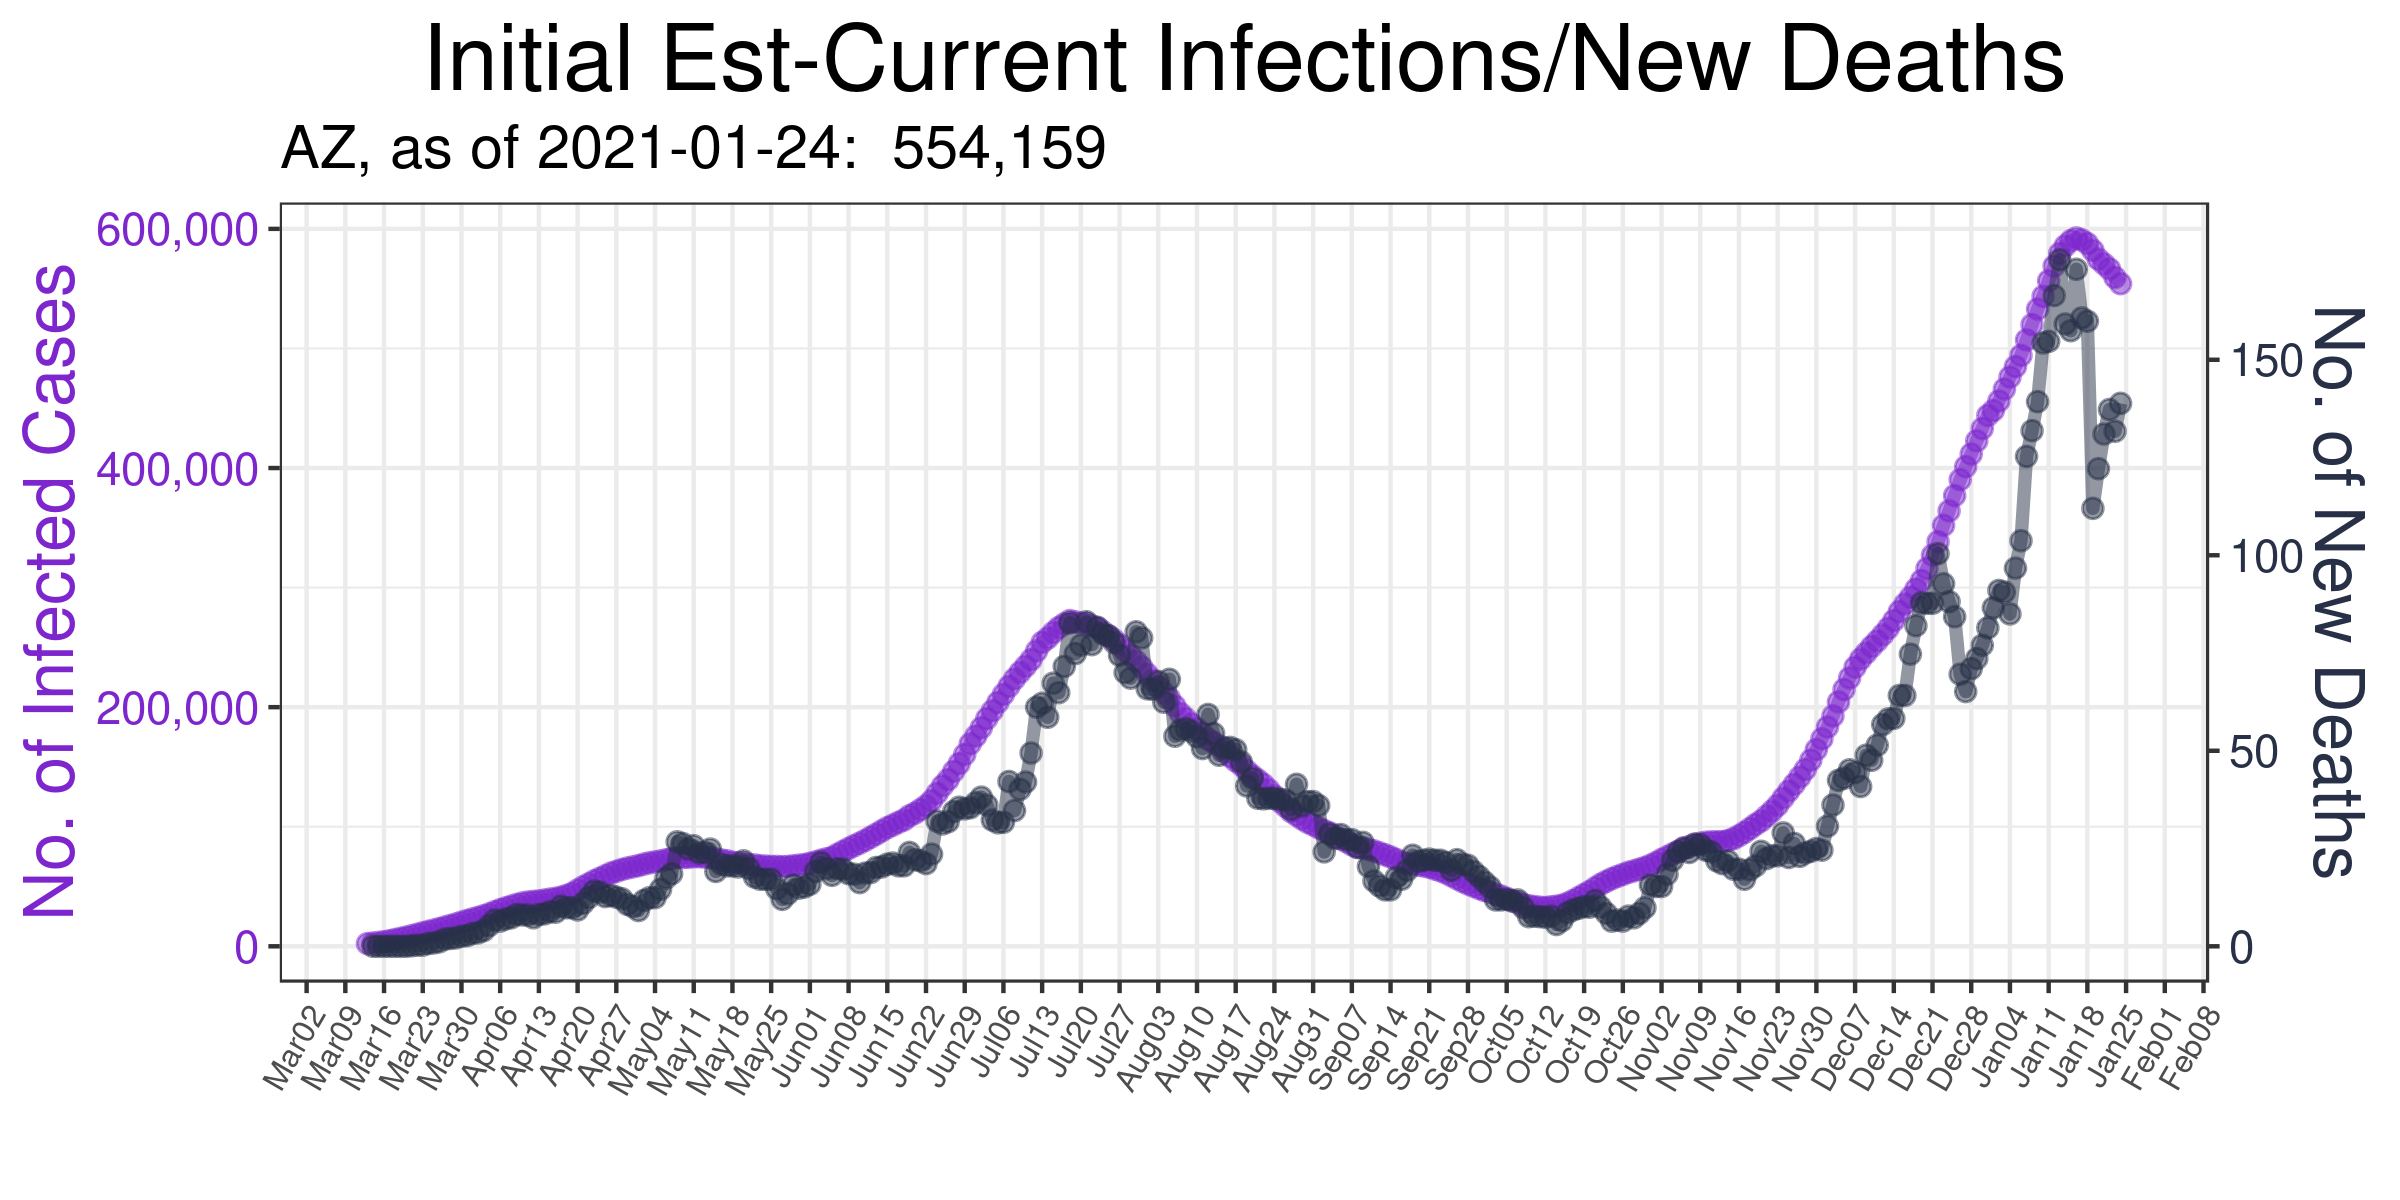 Initial Est-Current Infections/New Deaths
AZ, as of 2021-01-24:  554,159
No. of Infected Cases
600,000
400,000
200,000
0
150
100
50
0
No. of New Deaths
Mar02
Mar09
Mar16
Mar23
Mar30
Apr06
Apr13
Apr20
Apr27
May04
May11
May18
May25
Jun01
Jun08
Jun15
Jun22
Jun29
Jul06
Jul13
Jul20
Jul27
Aug03
Aug10
Aug17
Aug24
Aug31
Sep07
Sep14
Sep21
Sep28
Oct05
Oct12
Oct19
Oct26
Nov02
Nov09
Nov16
Nov23
Nov30
Dec07
Dec14
Dec21
Dec28
Jan04
Jan11
Jan18
Jan25
Feb01
Feb08